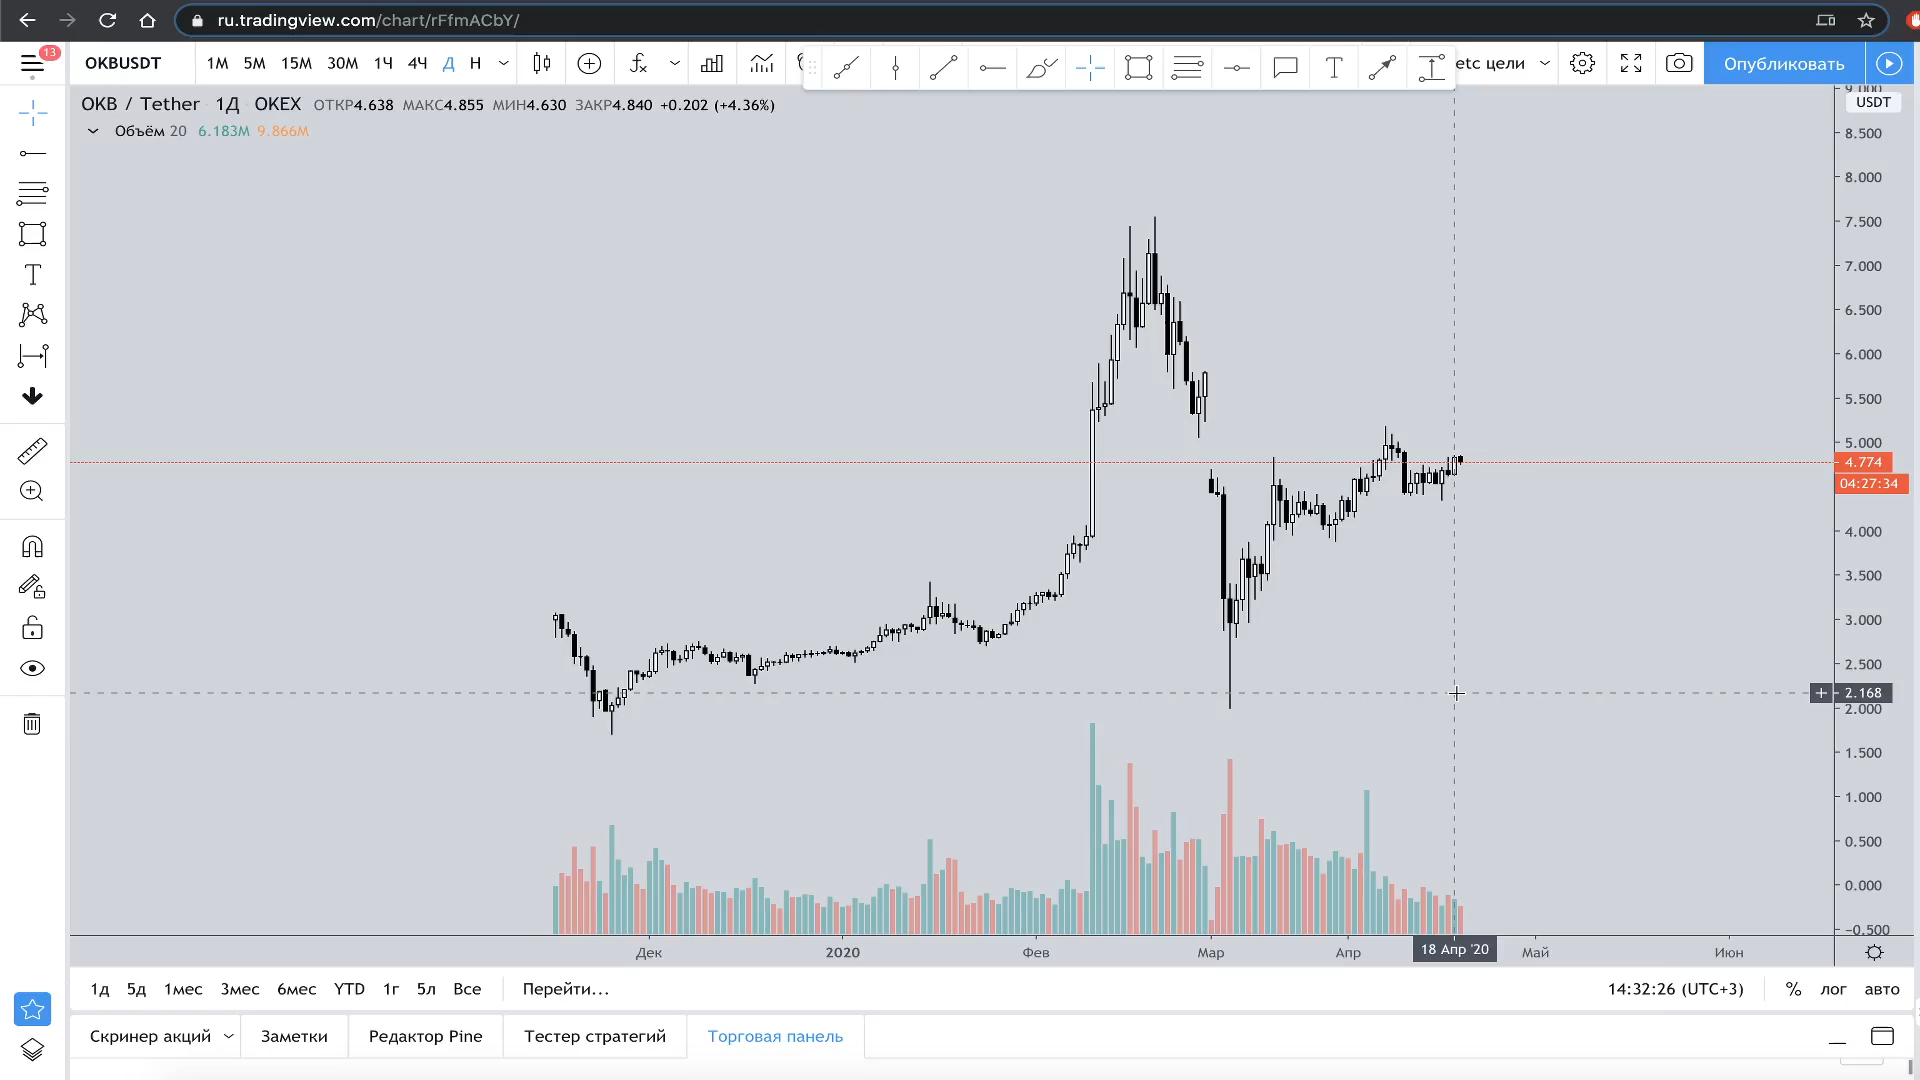 ru.tradingview.com/chart/rFfmACbY/
13
OKBUSDT 1М 5М 15М 30М 1Ч 4Ч Д Н etc цели Опубликовать
OKB / Tether 1Д OKEX ОТКР4.638 МАКС4.855 МИН4.630 ЗАКР4.840 +0.202 (+4.36%)
Объём 20 6.183M 9.866M
9.000
USDT
8.500
8.000
7.500
7.000
6.500
6.000
5.500
5.000
4.774
04:27:34
4.000
3.500
3.000
2.500
2.168
2.000
1.500
1.000
0.500
0.000
−0.500
Дек 2020 Фев Мар Апр 18 Апр '20 Май Июн
1д 5д 1мес 3мес 6мес YTD 1г 5л Все Перейти... 14:32:26 (UTC+3) % лог авто
Скринер акций Заметки Редактор Pine Тестер стратегий Торговая панель